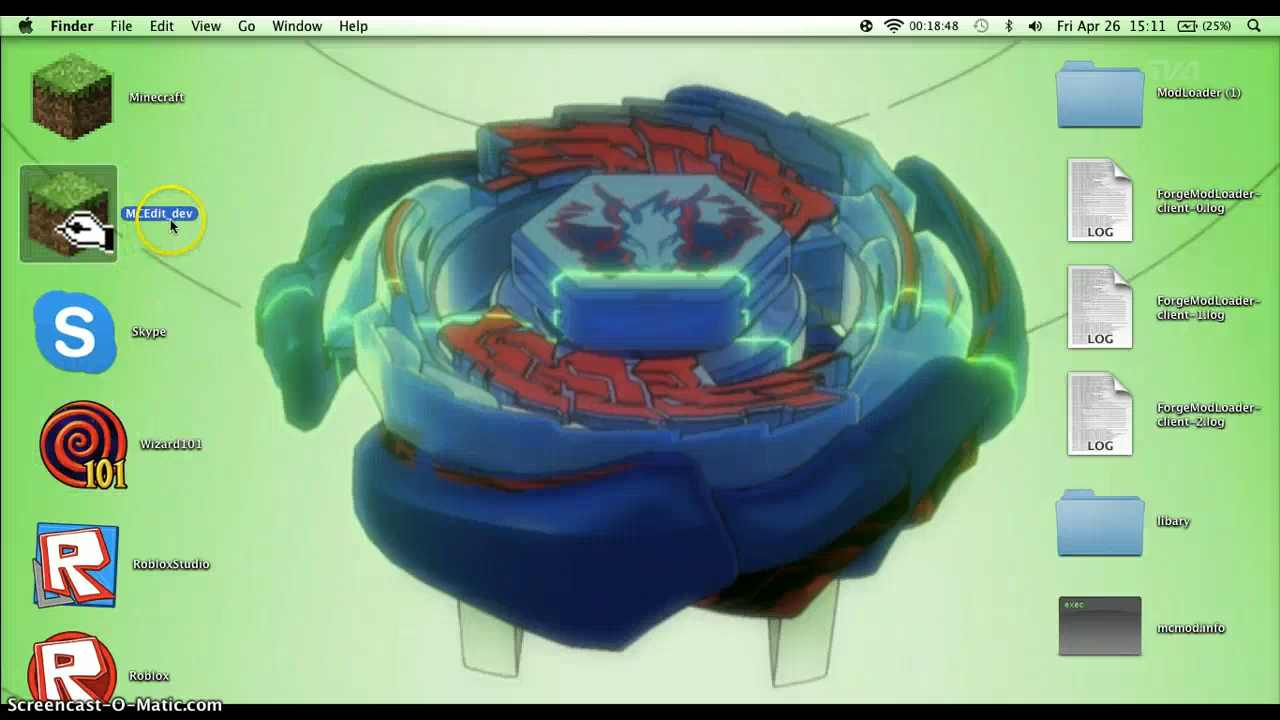 Finder File Edit View Go Window Help 00:18:48 Fri Apr 26 15:11 (25%)
Minecraft
MCEdit_dev
S
Skype
101
Wizard101
R
RobloxStudio
R
Roblox
TVA
ModLoader (1)
LOG
ForgeModLoader-
client-0.log
LOG
ForgeModLoader-
client-1.log
LOG
ForgeModLoader-
client-2.log
libary
exec
mcmod.info
Screencast-O-Matic.com